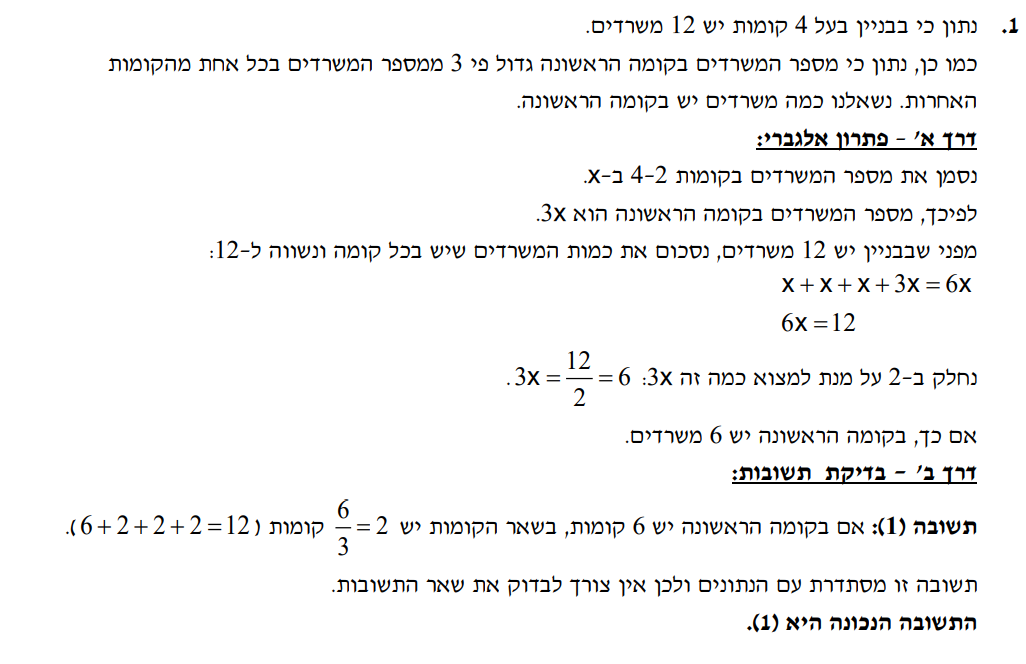 1. נתון כי בבניין בעל 4 קומות יש 12 משרדים.
כמו כן, נתון כי מספר המשרדים בקומה הראשונה גדול פי 3 ממספר המשרדים בכל אחת מהקומות
האחרות. נשאלנו כמה משרדים יש בקומה הראשונה.
דרך א' - פתרון אלגברי:
נסמן את מספר המשרדים בקומות 4-2 ב-x.
לפיכך, מספר המשרדים בקומה הראשונה הוא 3x.
מפני שבבניין יש 12 משרדים, נסכום את כמות המשרדים שיש בכל קומה ונשווה ל-12:
x + x + x + 3x = 6x
6x = 12
נחלק ב-2 על מנת למצוא כמה זה 3x: 3x = 12/2 = 6.
אם כך, בקומה הראשונה יש 6 משרדים.
דרך ב' - בדיקת תשובות:
תשובה (1): אם בקומה הראשונה יש 6 קומות, בשאר הקומות יש 6/3 = 2 קומות (6 + 2 + 2 + 2 = 12).
תשובה זו מסתדרת עם הנתונים ולכן אין צורך לבדוק את שאר התשובות.
התשובה הנכונה היא (1).